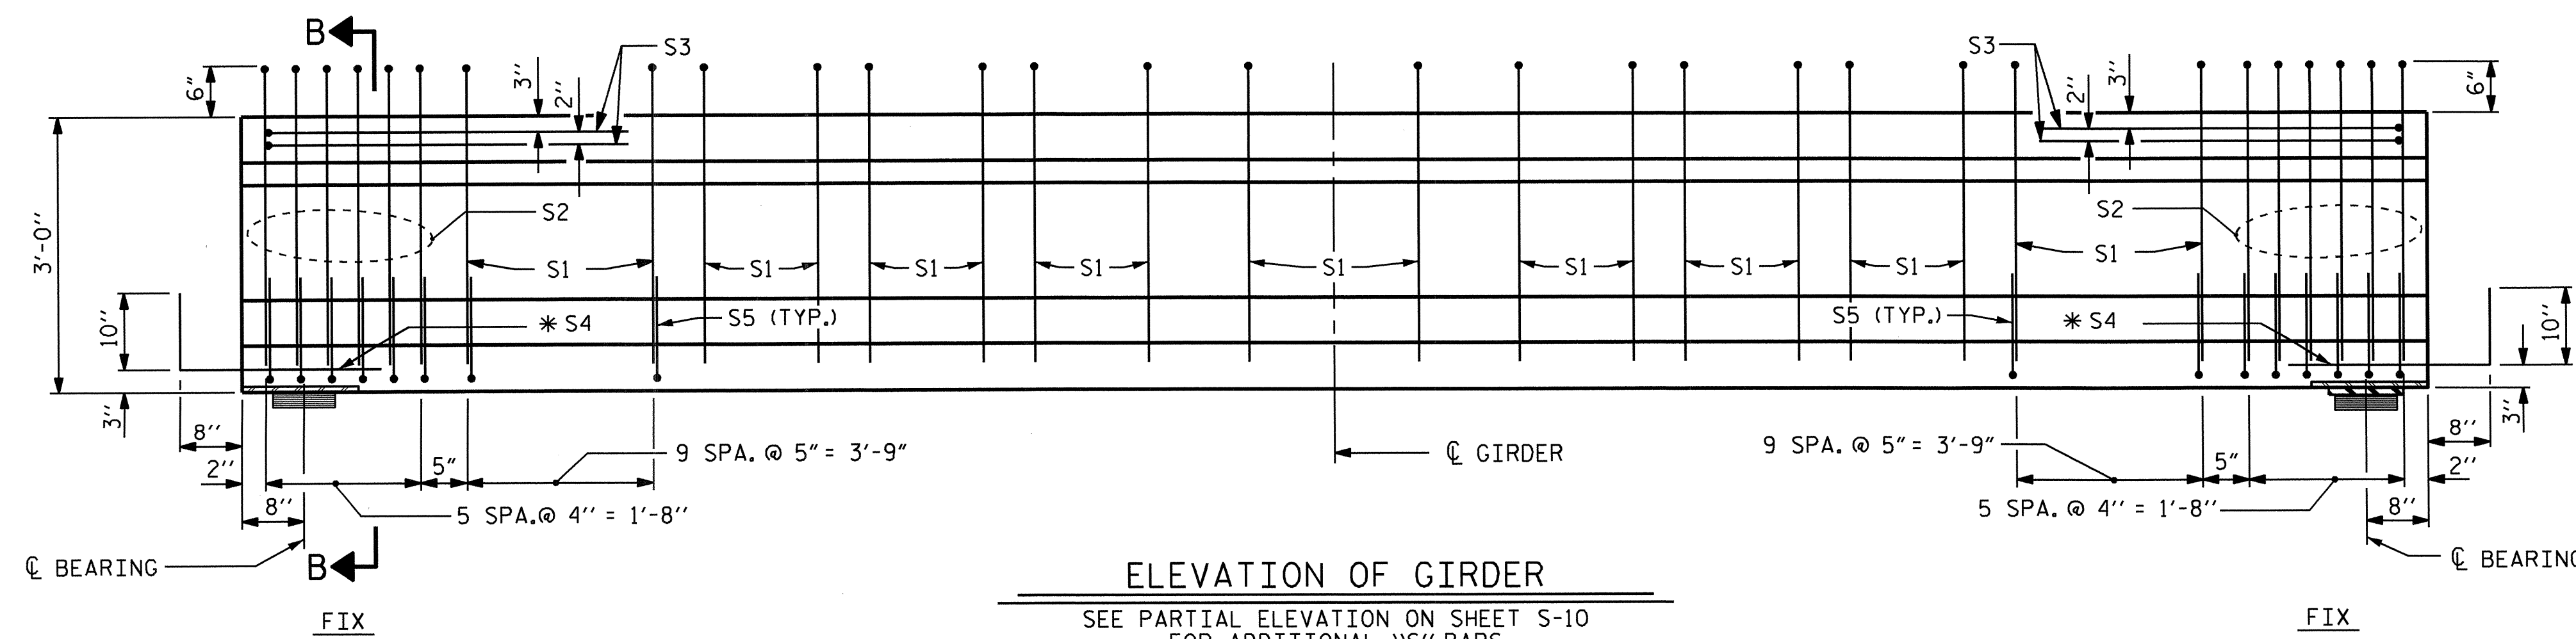 B
S3
S3
6"
3''
2''
2''
3''
6"
3'-0''
S2
S2
S1
S1
S1
S1
S1
S1
S1
S1
S1
10''
✳ S4
S5 (TYP.)
S5 (TYP.)
✳ S4
10''
3''
3''
8''
8''
2''
5"
9 SPA. @ 5" = 3'-9"
℄ GIRDER
9 SPA. @ 5" = 3'-9"
5"
2''
8''
5 SPA.@ 4'' = 1'-8''
5 SPA. @ 4'' = 1'-8''
8''
℄ BEARING
B
℄ BEARING
ELEVATION OF GIRDER
FIX
SEE PARTIAL ELEVATION ON SHEET S-10
FIX
FOR ADDITIONAL "S" BARS